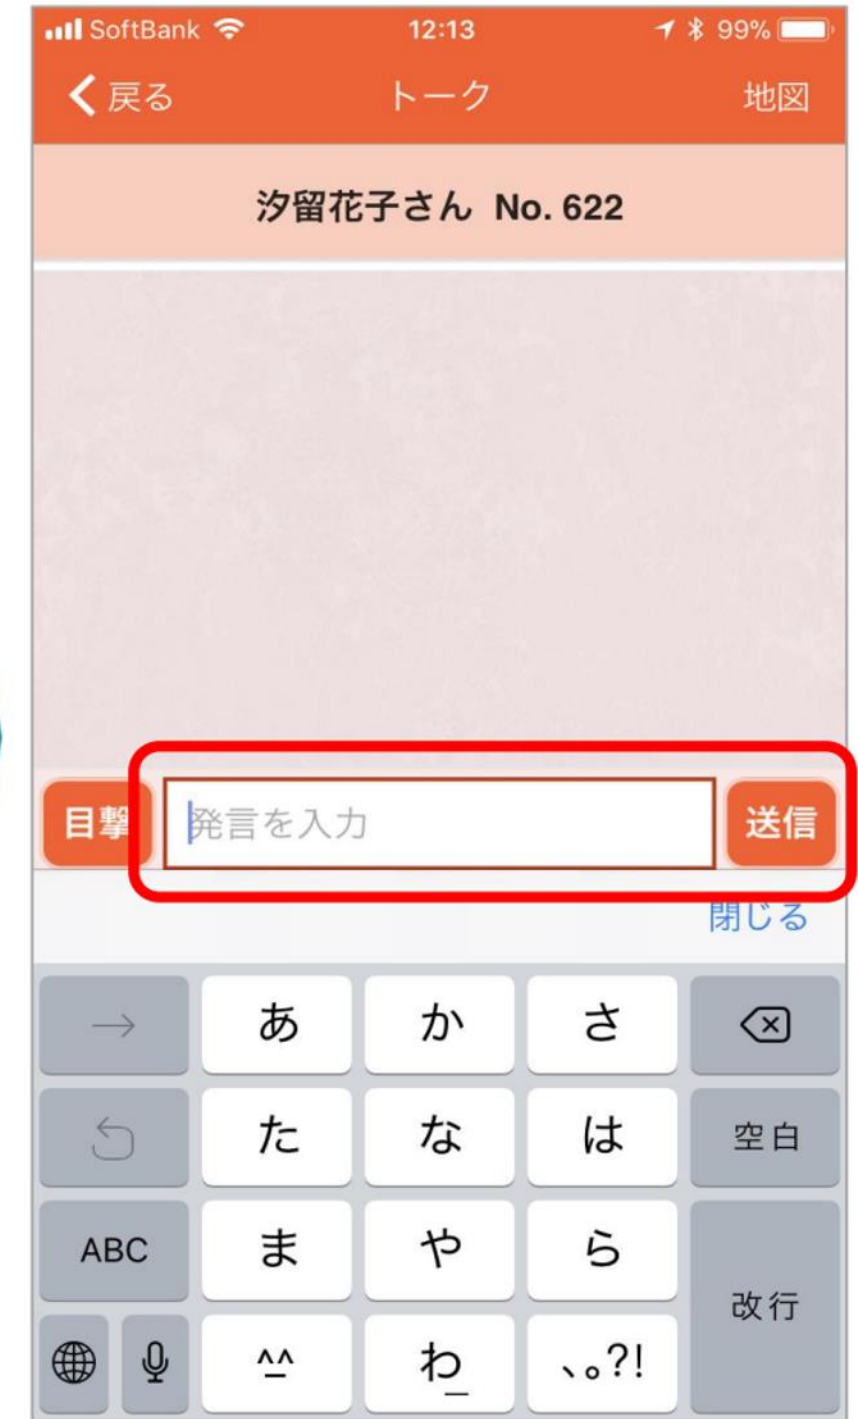 SoftBank 12:13 99%
戻る トーク 地図
汐留花子さん No. 622
目撃 発言を入力 送信
閉じる
→ あ か さ
た な は 空白
ABC ま や ら
改行
^_^ わ_ 、。?!